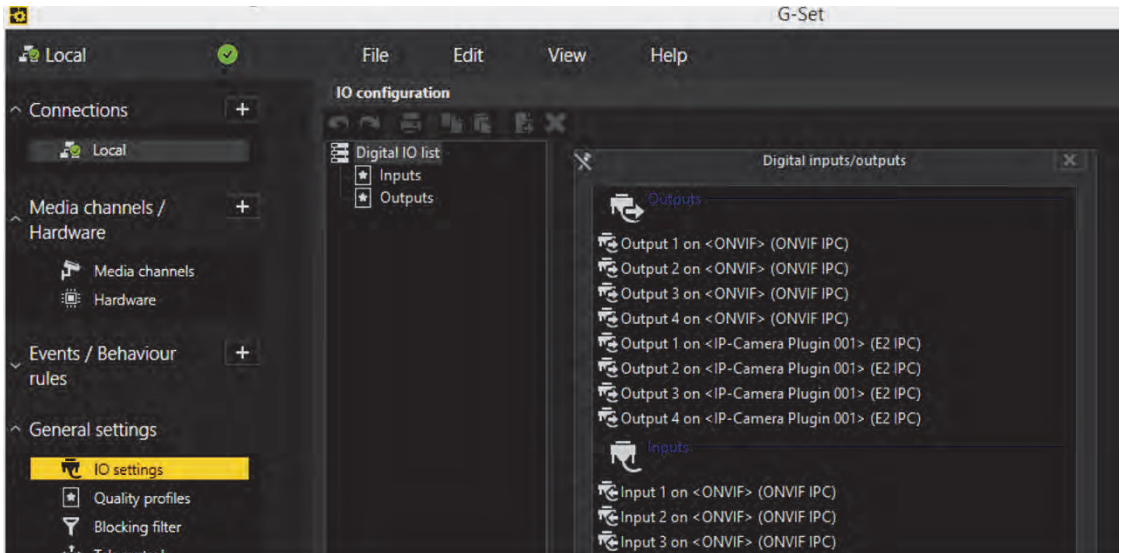 G-Set
Local
File Edit View Help
IO configuration
Connections +
Local
Digital IO list
Inputs
Outputs
Digital inputs/outputs
Media channels /
Hardware +
Media channels
Hardware
Events / Behaviour
rules +
General settings
IO settings
Quality profiles
Blocking filter
Outputs
Output 1 on <ONVIF> (ONVIF IPC)
Output 2 on <ONVIF> (ONVIF IPC)
Output 3 on <ONVIF> (ONVIF IPC)
Output 4 on <ONVIF> (ONVIF IPC)
Output 1 on <IP-Camera Plugin 001> (E2 IPC)
Output 2 on <IP-Camera Plugin 001> (E2 IPC)
Output 3 on <IP-Camera Plugin 001> (E2 IPC)
Output 4 on <IP-Camera Plugin 001> (E2 IPC)
Inputs
Input 1 on <ONVIF> (ONVIF IPC)
Input 2 on <ONVIF> (ONVIF IPC)
Input 3 on <ONVIF> (ONVIF IPC)